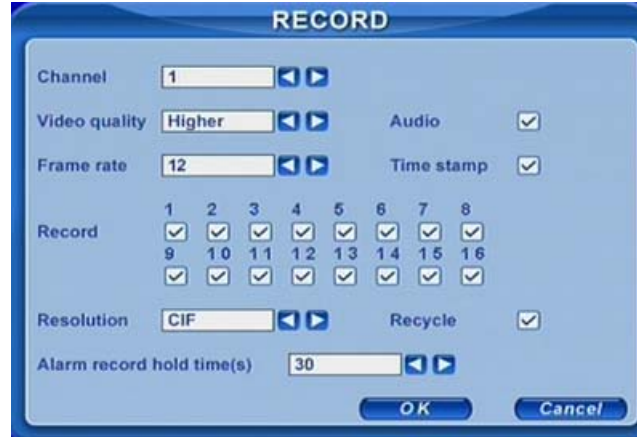 RECORD
Channel 1
Video quality Higher Audio
Frame rate 12 Time stamp
1 2 3 4 5 6 7 8
Record
9 10 11 12 13 14 15 16
Resolution CIF Recycle
Alarm record hold time(s) 30
OK Cancel